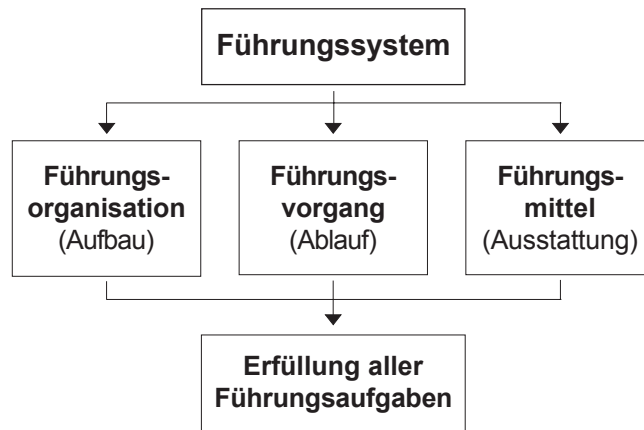 Führungssystem
Führungs-
organisation
(Aufbau)
Führungs-
vorgang
(Ablauf)
Führungs-
mittel
(Ausstattung)
Erfüllung aller
Führungsaufgaben